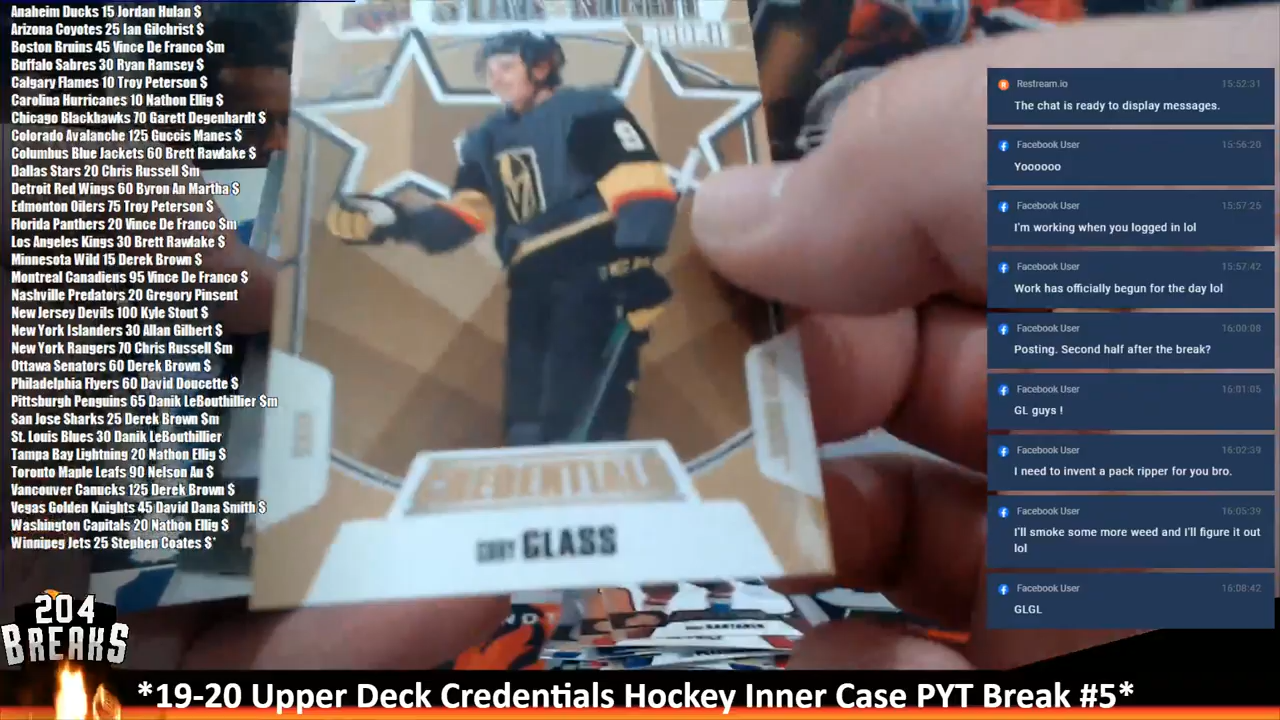 Anaheim Ducks 15 Jordan Hulan $
Arizona Coyotes 25 Ian Gilchrist $
Boston Bruins 45 Vince De Franco $m
Buffalo Sabres 30 Ryan Ramsey $
Calgary Flames 10 Troy Peterson $
Carolina Hurricanes 10 Nathon Ellig $
Chicago Blackhawks 70 Garett Degenhardt $
Colorado Avalanche 125 Guccis Manes $
Columbus Blue Jackets 60 Brett Rawlake $
Dallas Stars 20 Chris Russell $m
Detroit Red Wings 60 Byron An Martha $
Edmonton Oilers 75 Troy Peterson $
Florida Panthers 20 Vince De Franco $m
Los Angeles Kings 30 Brett Rawlake $
Minnesota Wild 15 Derek Brown $
Montreal Canadiens 95 Vince De Franco $
Nashville Predators 20 Gregory Pinsent
New Jersey Devils 100 Kyle Stout $
New York Islanders 30 Allan Gilbert $
New York Rangers 70 Chris Russell $m
Ottawa Senators 60 Derek Brown $
Philadelphia Flyers 60 David Doucette $
Pittsburgh Penguins 65 Danik LeBouthillier $m
San Jose Sharks 25 Derek Brown $m
St. Louis Blues 30 Danik LeBouthillier
Tampa Ray Lightning 20 Nathon Ellig $
Toronto Maple Leafs 90 Nelson Au $
Vancouver Canucks 125 Derek Brown $
Vegas Golden Knights 45 David Dana Smith $
Washington Capitals 20 Nathon Ellig $
Winnipeg Jets 25 Stephen Coates $*
ROOKIE
CREDENTIALS
CODY GLASS
Restream.io 15:52:31
The chat is ready to display messages.
Facebook User 15:56:20
Yoooooo
Facebook User 15:57:25
I'm working when you logged in lol
Facebook User 15:57:42
Work has officially begun for the day lol
Facebook User 16:00:08
Posting. Second half after the break?
Facebook User 16:01:05
GL guys !
Facebook User 16:02:39
I need to invent a pack ripper for you bro.
Facebook User 16:05:39
I'll smoke some more weed and I'll figure it out
lol
Facebook User 16:08:42
GLGL
204
BREAKS
*19-20 Upper Deck Credentials Hockey Inner Case PYT Break #5*